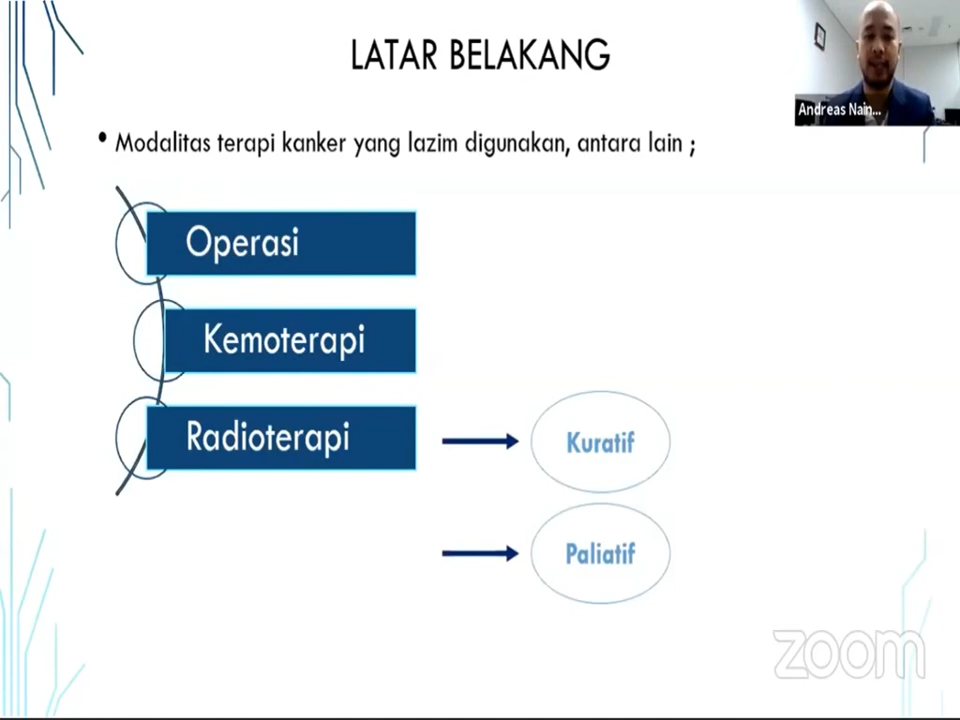 LATAR BELAKANG
Andreas Nain...
• Modalitas terapi kanker yang lazim digunakan, antara lain ;
Operasi
Kemoterapi
Radioterapi
Kuratif
Paliatif
zoom